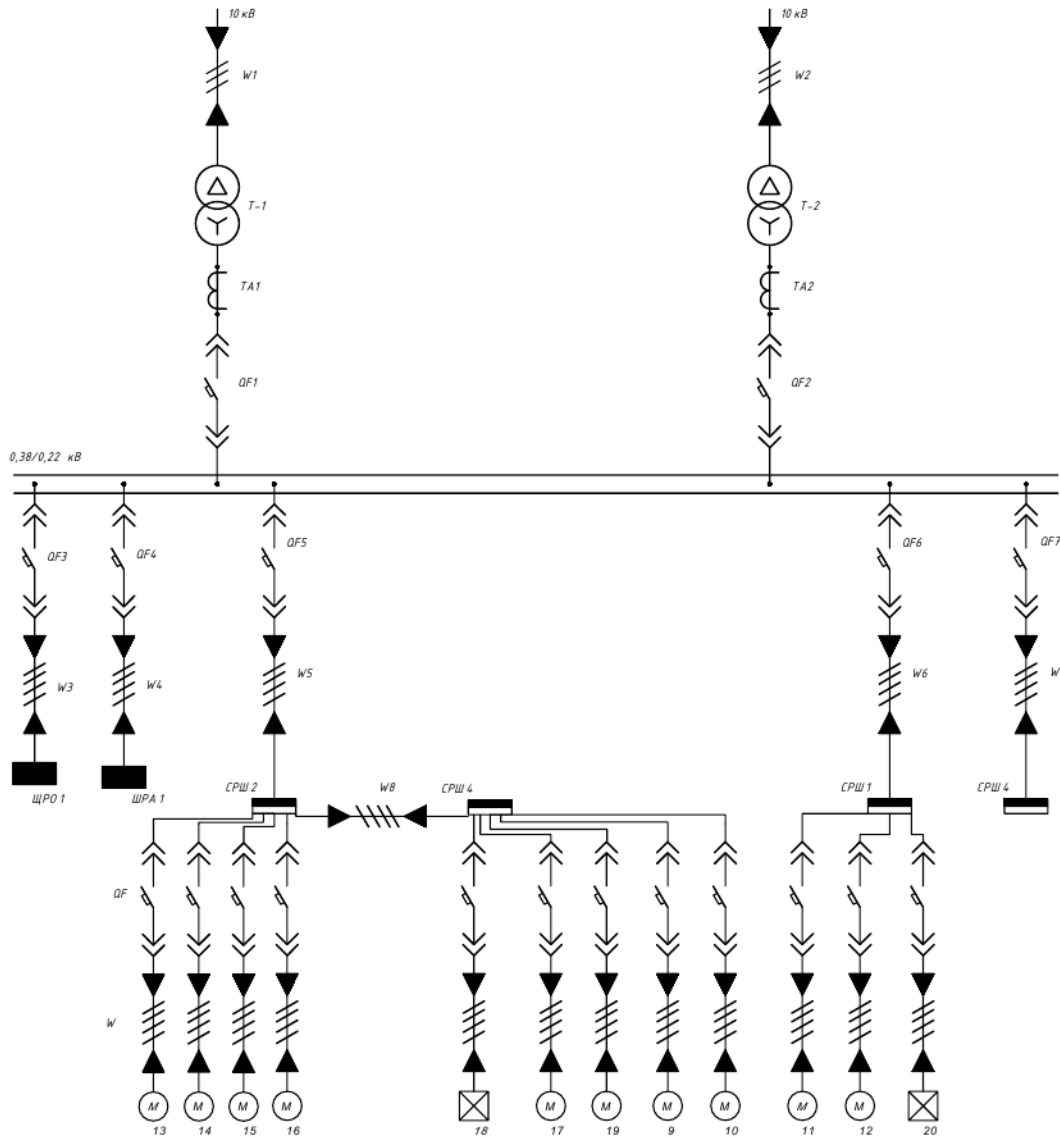 10 кВ
10 кВ
W1
W2
Т-1
Т-2
ТА1
ТА2
QF1
QF2
0,38/0,22 кВ
QF3
QF4
QF5
QF6
QF7
W3
W4
W5
W6
W
ЩРО 1
ШРА 1
СРШ 2
W8
СРШ 4
СРШ 1
СРШ 4
QF
W
М М М М М М М М М М
13 14 15 16 18 17 19 9 10 11 12 20